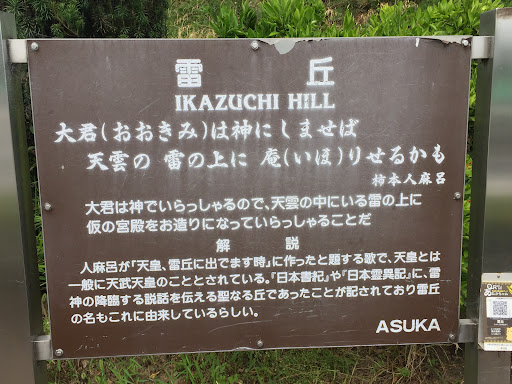 雷丘
IKAZUCHI HILL
大君(おおきみ)は神にしませば
天雲の 雷の上に 庵(いほ)りせるかも
柿本人麻呂
大君は神でいらっしゃるので、天雲の中にいる雷の上に
仮の宮殿をお造りになっていらっしゃることだ
解説
人麻呂が「天皇、雷丘に出でます時」に作ったと題する歌で、天皇とは
一般に天武天皇のこととされている。『日本書紀』や『日本霊異記』に、雷
神の降臨する説話を伝える聖なる丘であったことが記されており雷丘
の名もこれに由来しているらしい。
ASUKA